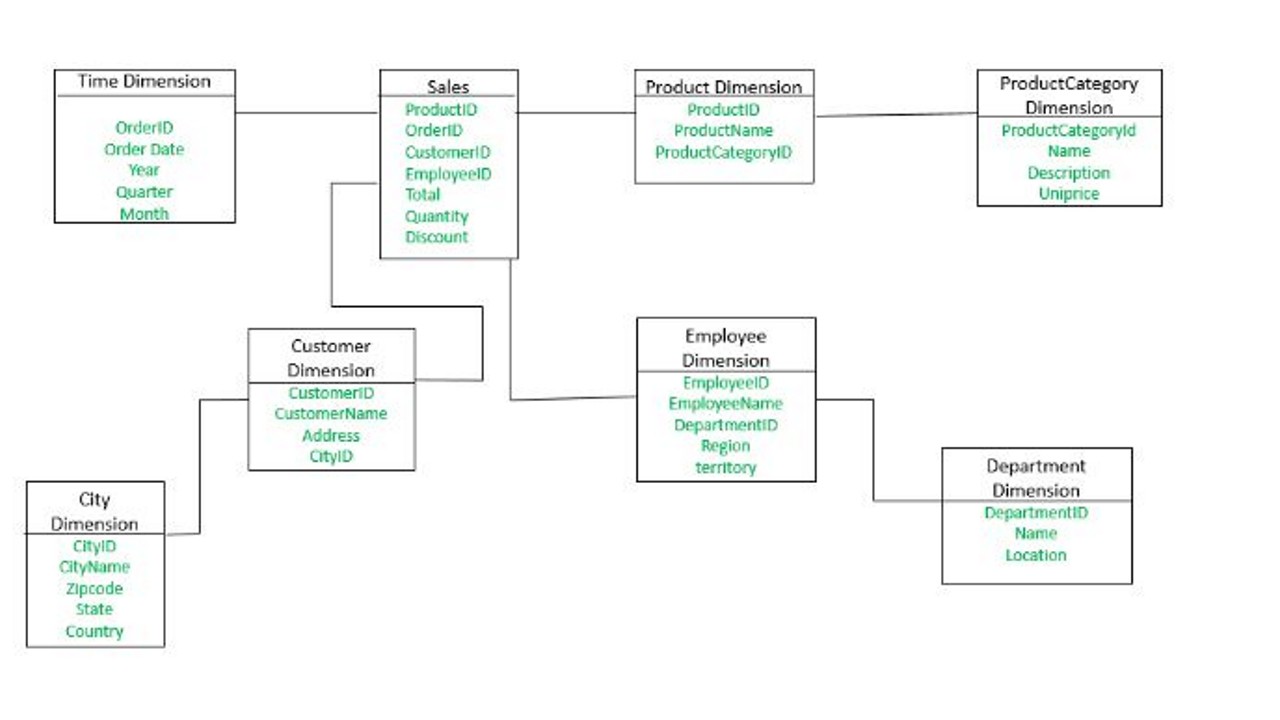 Time Dimension
OrderID
Order Date
Year
Quarter
Month
Sales
ProductID
OrderID
CustomerID
EmployeeID
Total
Quantity
Discount
Product Dimension
ProductID
ProductName
ProductCategoryID
ProductCategory
Dimension
ProductCategoryId
Name
Description
Uniprice
Customer
Dimension
CustomerID
CustomerName
Address
CityID
Employee
Dimension
EmployeeID
EmployeeName
DepartmentID
Region
territory
City
Dimension
CityID
CityName
Zipcode
State
Country
Department
Dimension
DepartmentID
Name
Location